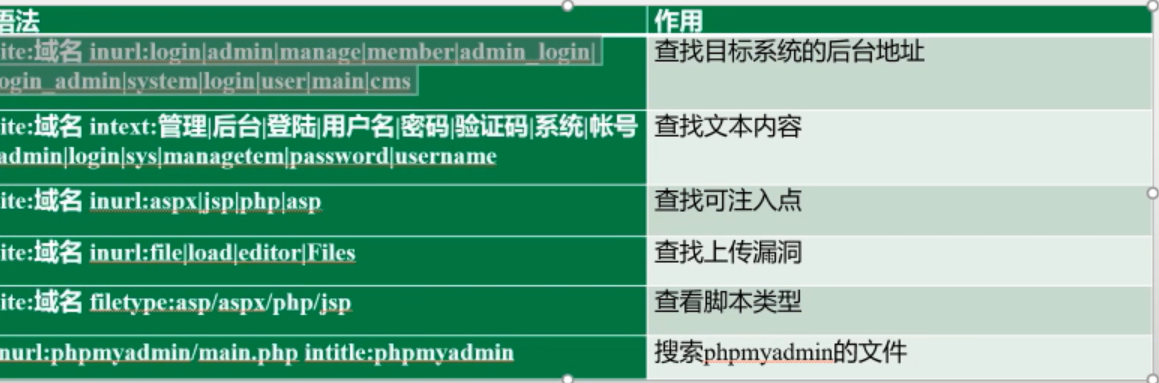 语法 作用
ite:域名 inurl:login|admin|manage|member|admin_login| 查找目标系统的后台地址
ogin_admin|system|login|user|main|cms
ite:域名 intext:管理|后台|登陆|用户名|密码|验证码|系统|帐号 查找文本内容
admin|login|sys|managetem|password|username
ite:域名 inurl:aspx|jsp|php|asp 查找可注入点
ite:域名 inurl:file|load|editor|Files 查找上传漏洞
ite:域名 filetype:asp/aspx/php/jsp 查看脚本类型
nurl:phpmyadmin/main.php intitle:phpmyadmin 搜索phpmyadmin的文件